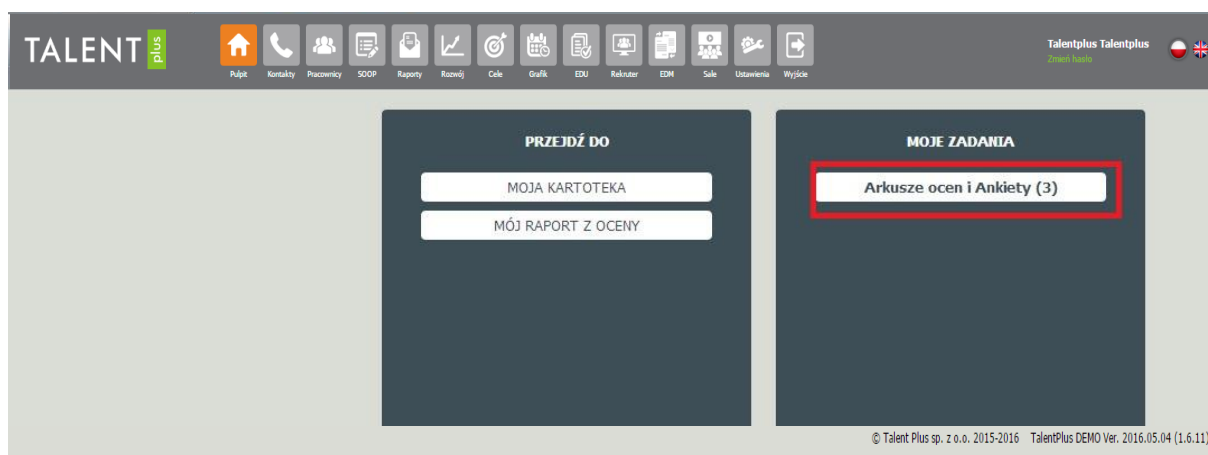 TALENT plus
Pulpit Kontakty Pracownicy SOOP Raporty Rozwój Cele Grafik EDU Rekruter EDM Sale Ustawienia Wyjście
Talentplus Talentplus
Zmień hasło
PRZEJDŹ DO
MOJA KARTOTEKA
MÓJ RAPORT Z OCENY
MOJE ZADANIA
Arkusze ocen i Ankiety (3)
© Talent Plus sp. z o.o. 2015-2016 TalentPlus DEMO Ver. 2016.05.04 (1.6.11)